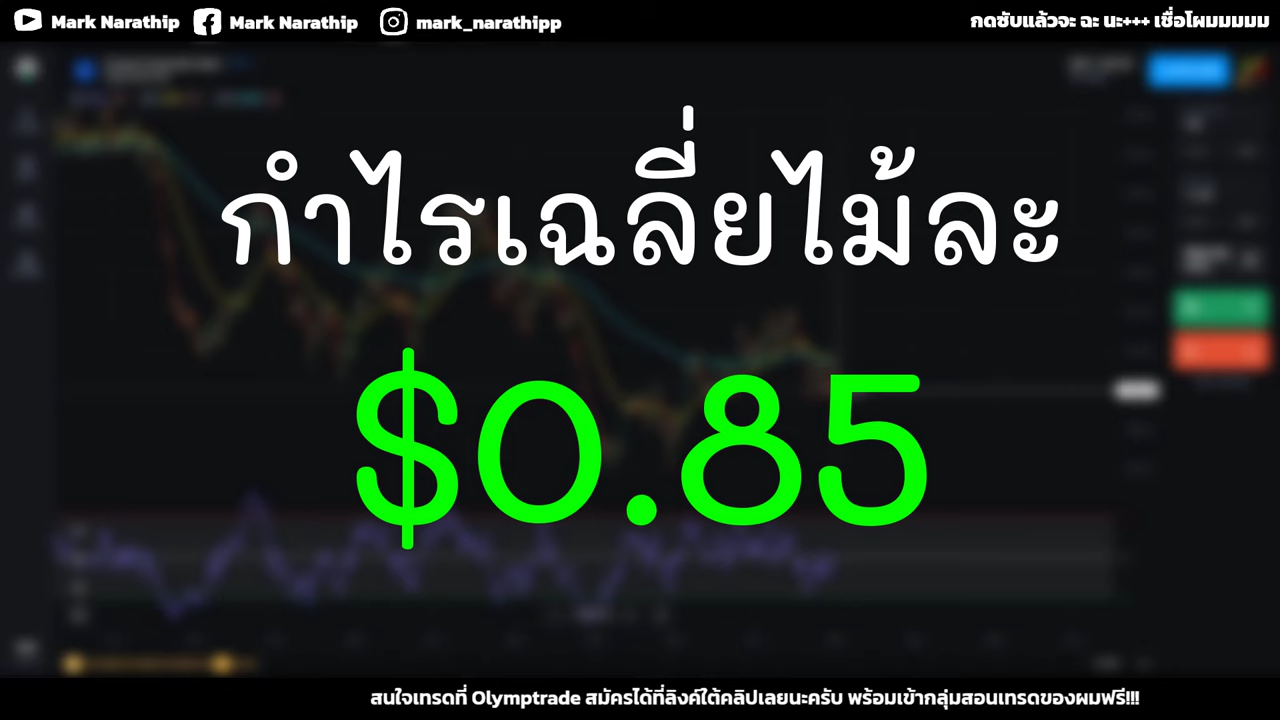 Mark Narathip Mark Narathip mark_narathipp กดซับแล้วจะ ฉะ นะ+++ เชื่อโผมมมมม
กำไรเฉลี่ยไม้ละ
$0.85
สนใจเทรดที่ Olymptrade สมัครได้ที่ลิงค์ใต้คลิปเลยนะครับ พร้อมเข้ากลุ่มสอนเทรดของผมฟรี!!!